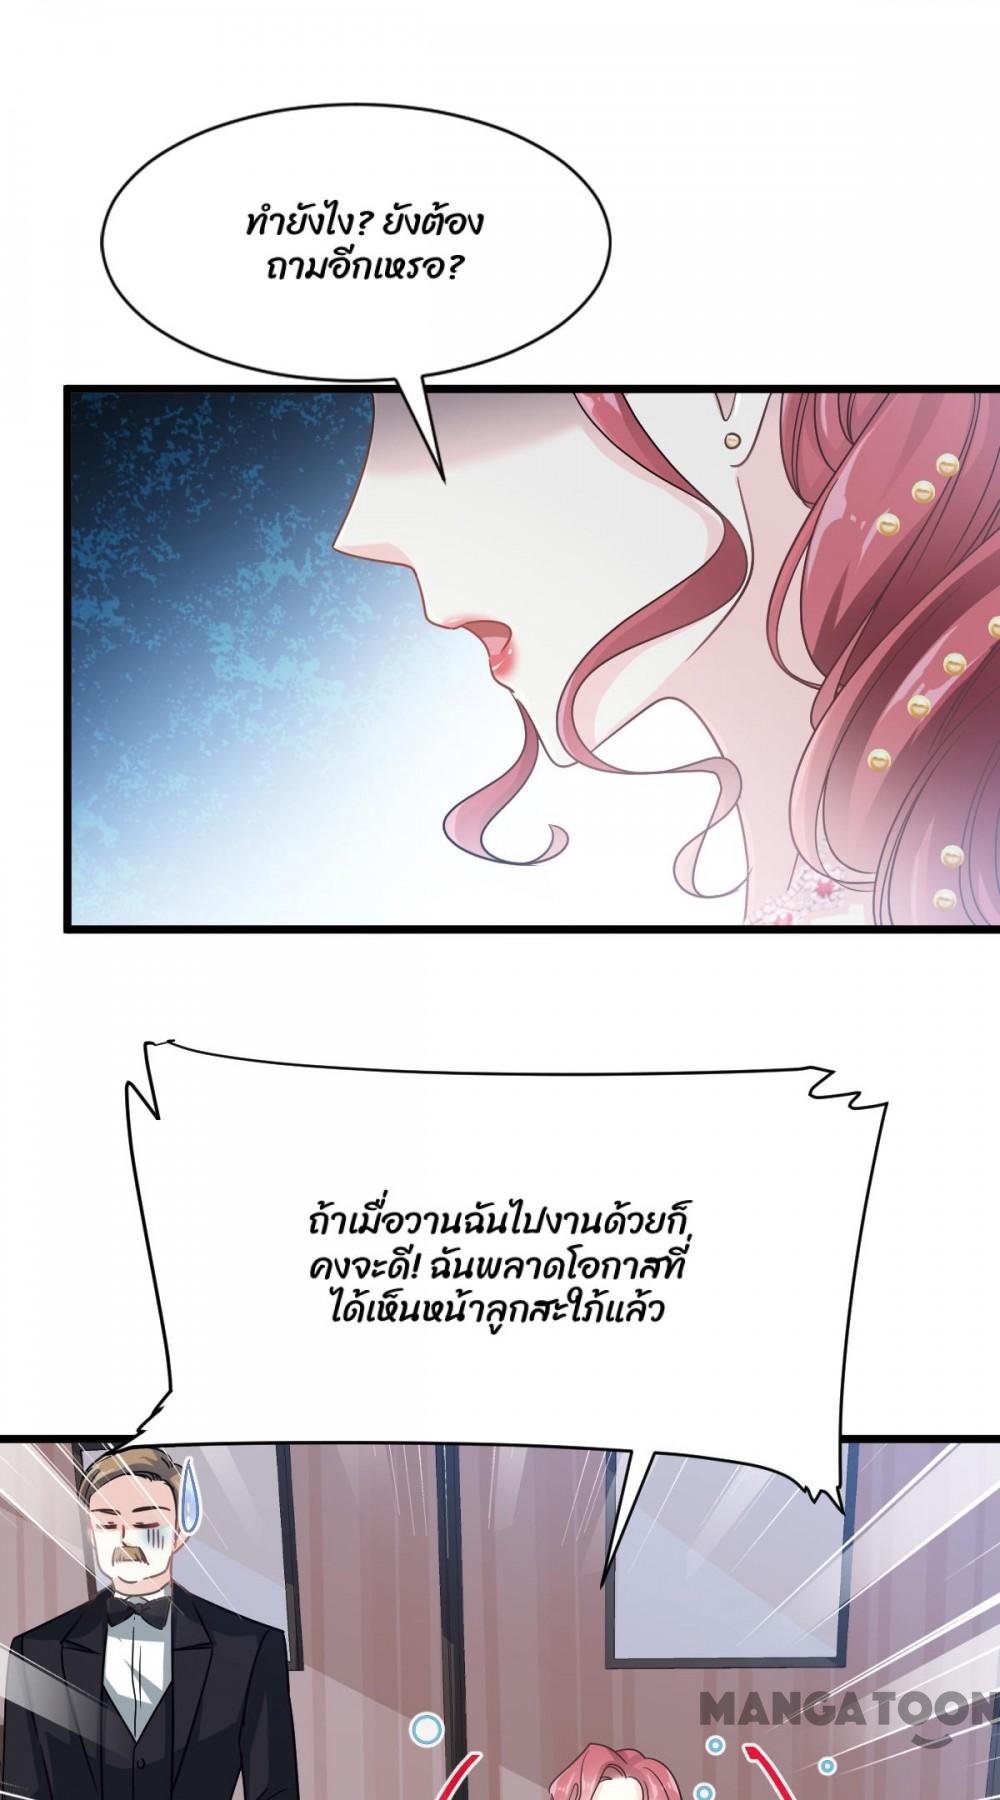 ทำยังไง? ยังต้อง
ถามอีกเหรอ?
ถ้าเมื่อวานฉันไปงานด้วยก็
คงจะดี! ฉันพลาดโอกาสที่
ได้เห็นหน้าลูกสะใภ้แล้ว
MANGATOON